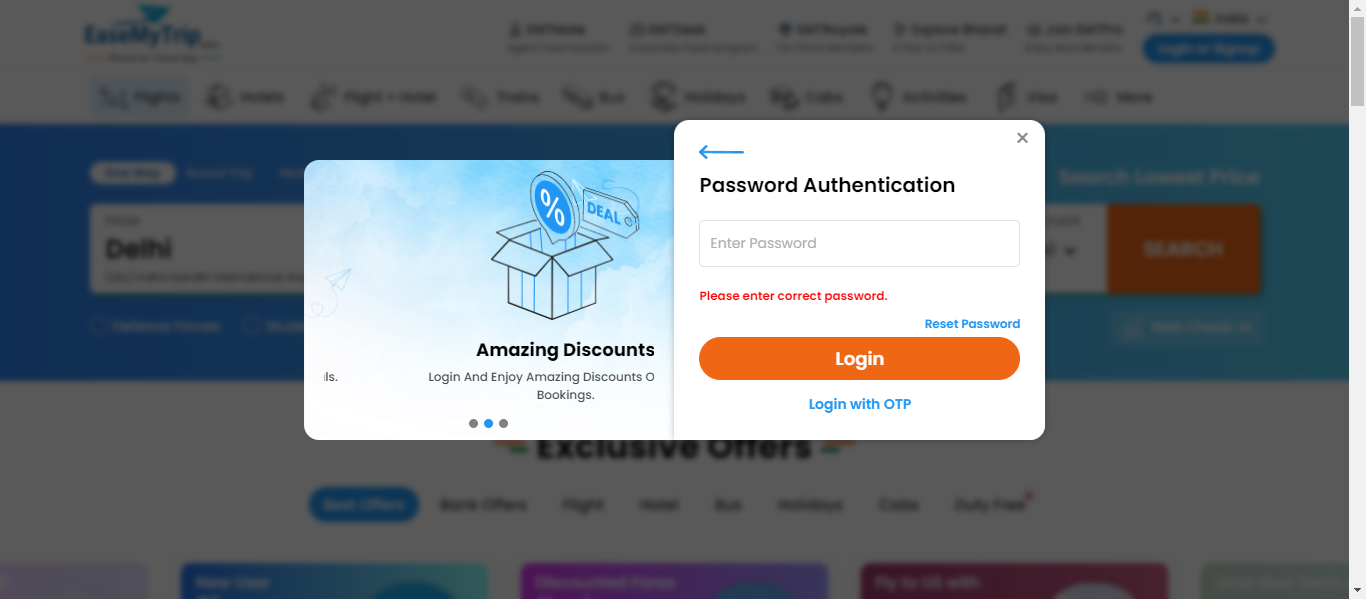 EaseMyTrip
EMTMate
EMTDesk
EMTRoyale
Explore Bharat
Join EMTPro
India
Login or Signup
Flights
Hotels
Flight + Hotel
Trains
Bus
Holidays
Cabs
Activities
Visa
More
One Way
Round Trip
Search Lowest Price
FROM
Delhi
SEARCH
Defence Forces
Web Check-In
%
DEAL
Amazing Discounts
ls.
Login And Enjoy Amazing Discounts O
Bookings.
Password Authentication
Enter Password
Please enter correct password.
Reset Password
Login
Login with OTP
Exclusive Offers
Best Offers
Bank Offers
Flight
Hotel
Bus
Holidays
Cabs
Duty Free
New User
Discounted Fares
Fly to US with